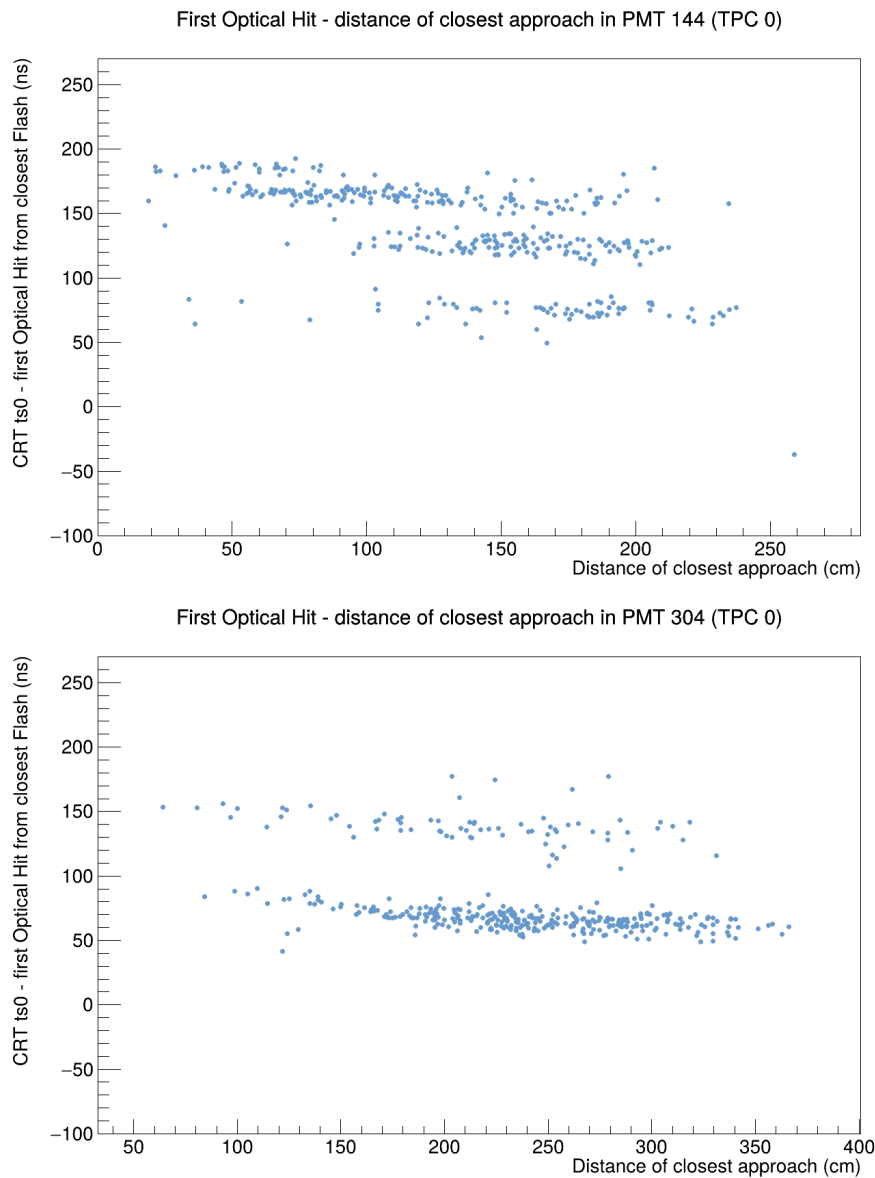 First Optical Hit - distance of closest approach in PMT 144 (TPC 0)
CRT ts0 - first Optical Hit from closest Flash (ns)
250
200
150
100
50
0
−50
−100
0 50 100 150 200 250
Distance of closest approach (cm)
First Optical Hit - distance of closest approach in PMT 304 (TPC 0)
CRT ts0 - first Optical Hit from closest Flash (ns)
250
200
150
100
50
0
−50
−100
50 100 150 200 250 300 350 400
Distance of closest approach (cm)